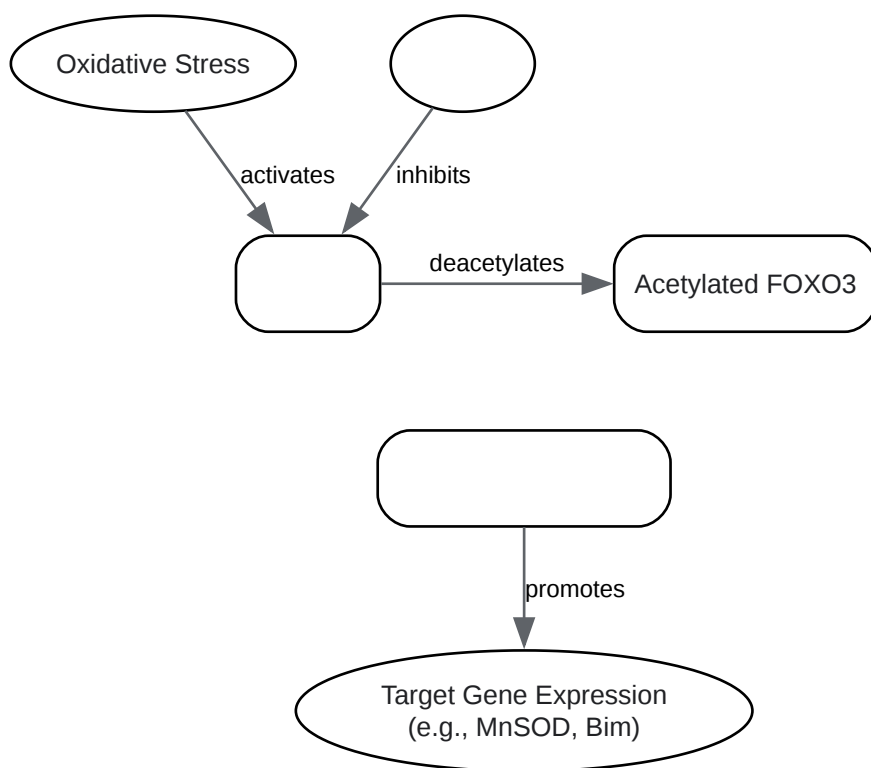 Oxidative Stress
activates
inhibits
deacetylates
Acetylated FOXO3
promotes
Target Gene Expression
(e.g., MnSOD, Bim)